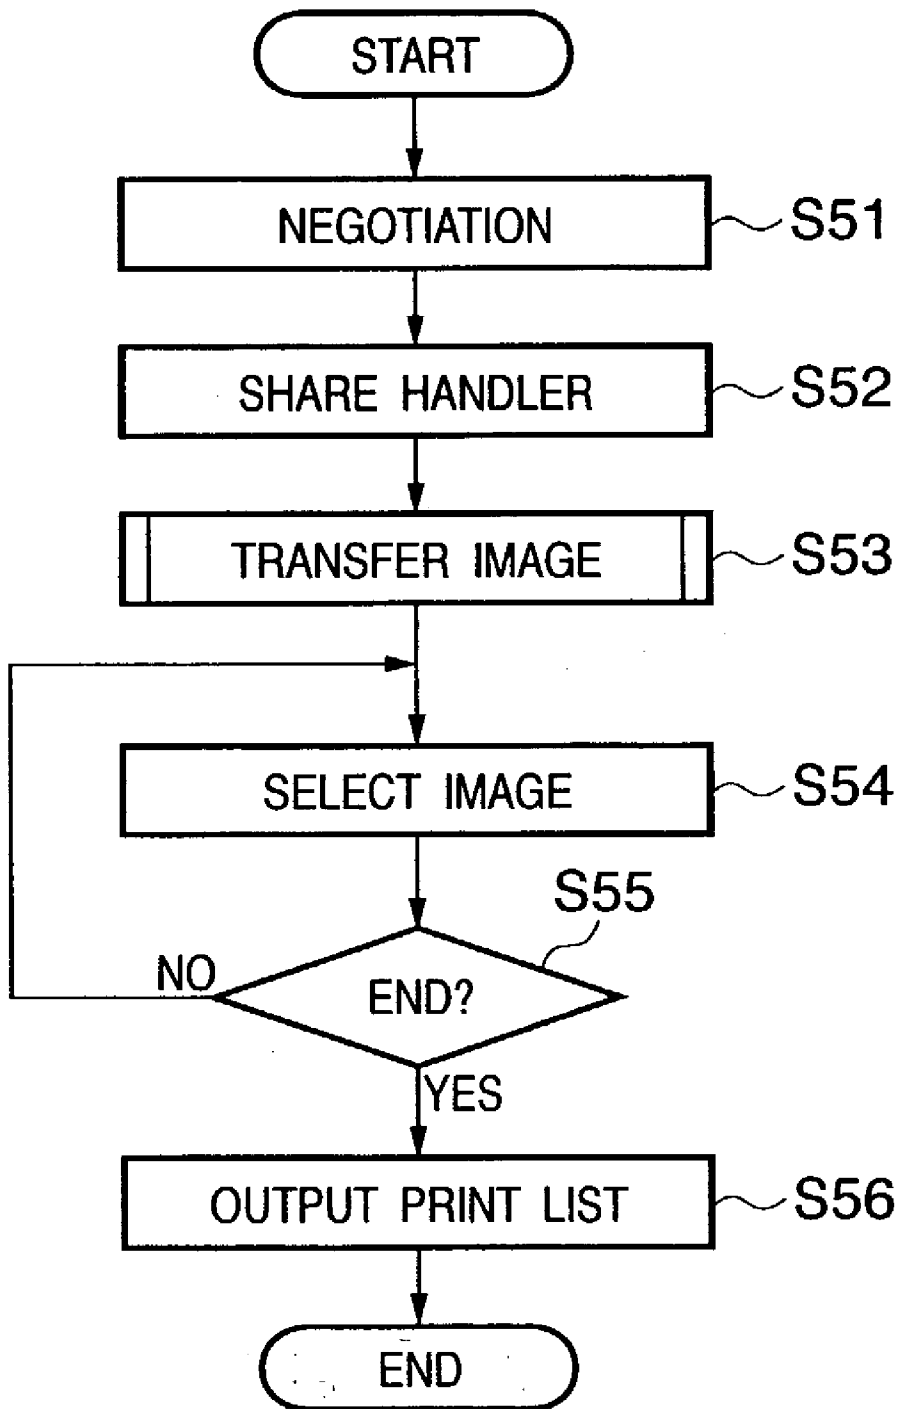 START
NEGOTIATION
S51
SHARE HANDLER
S52
TRANSFER IMAGE
S53
SELECT IMAGE
S54
S55
NO
END?
YES
OUTPUT PRINT LIST
S56
END